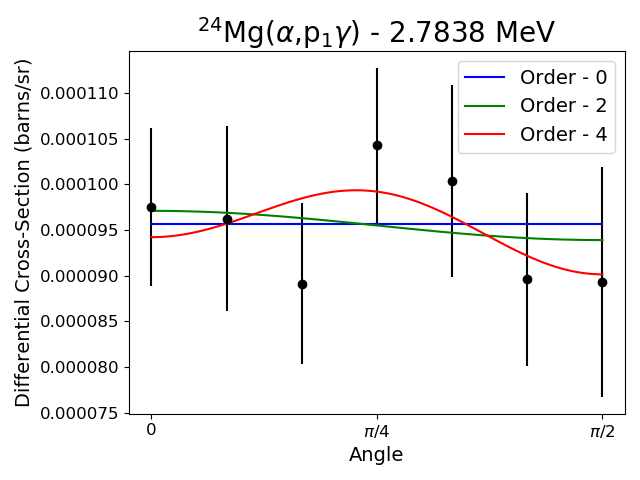 ²⁴Mg(α,p₁γ) - 2.7838 MeV
Differential Cross-Section (barns/sr)
0.000110
0.000105
0.000100
0.000095
0.000090
0.000085
0.000080
0.000075
Order - 0
Order - 2
Order - 4
0
π/4
π/2
Angle